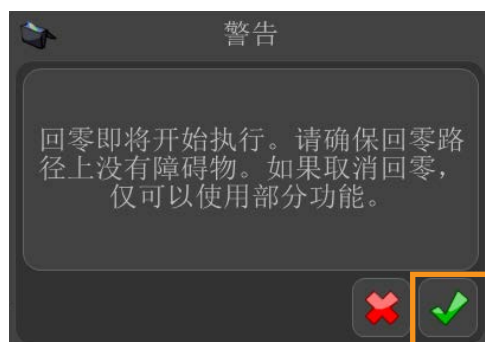 警告
回零即将开始执行。请确保回零路
径上没有障碍物。如果取消回零，
仅可以使用部分功能。